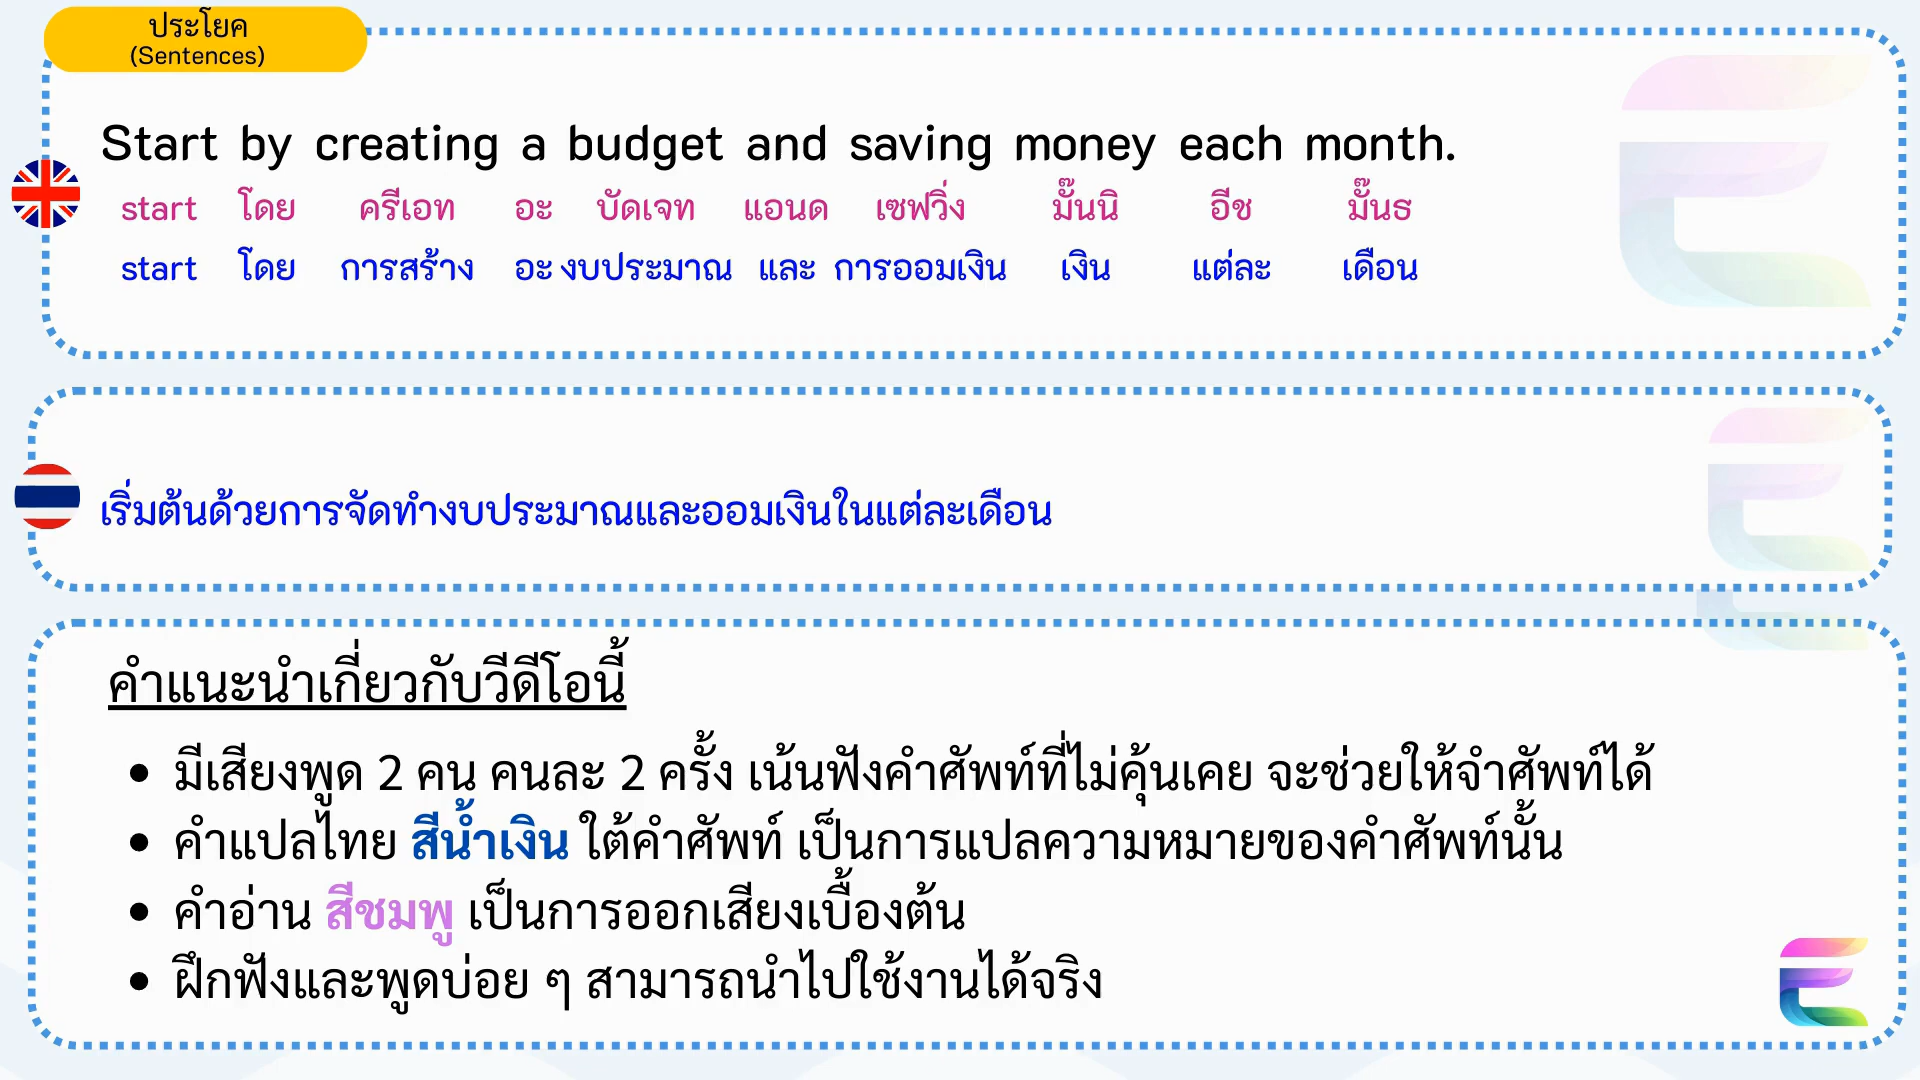 ประโยค
(Sentences)
Start by creating a budget and saving money each month.
start โดย ครีเอท อะ บัดเจท แอนด เซฟวิ่ง มั๊นนิ อีช มั๊นธ
start โดย การสร้าง อะ งบประมาณ และ การออมเงิน เงิน แต่ละ เดือน
เริ่มต้นด้วยการจัดทำงบประมาณและออมเงินในแต่ละเดือน
คำแนะนำเกี่ยวกับวีดีโอนี้
• มีเสียงพูด 2 คน คนละ 2 ครั้ง เน้นฟังคำศัพท์ที่ไม่คุ้นเคย จะช่วยให้จำศัพท์ได้
• คำแปลไทย สีน้ำเงิน ใต้คำศัพท์ เป็นการแปลความหมายของคำศัพท์นั้น
• คำอ่าน สีชมพู เป็นการออกเสียงเบื้องต้น
• ฝึกฟังและพูดบ่อย ๆ สามารถนำไปใช้งานได้จริง